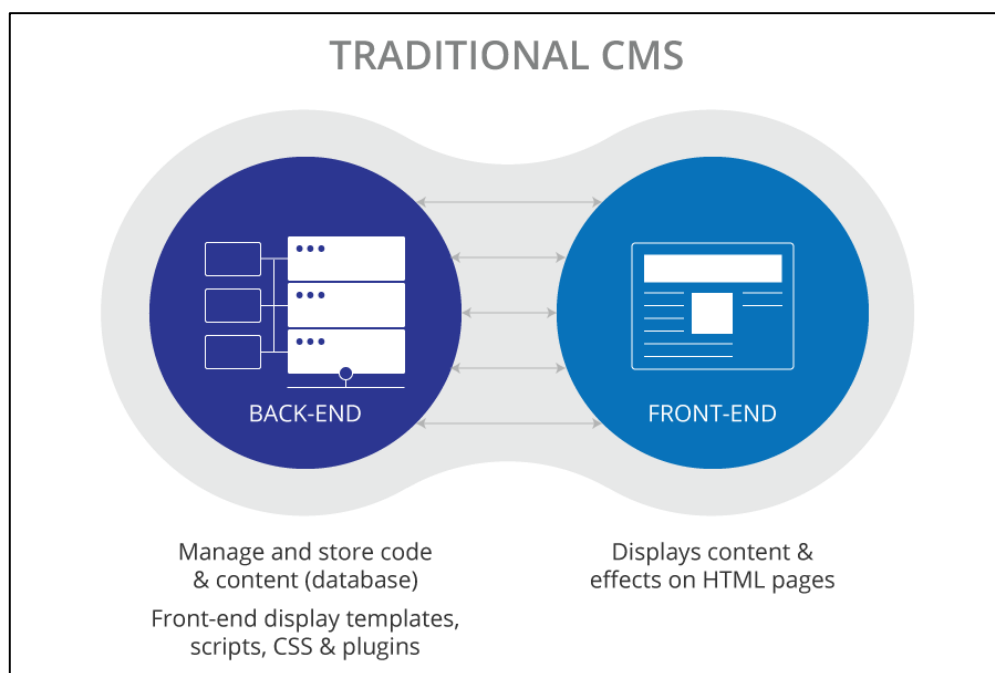 TRADITIONAL CMS
BACK-END
FRONT-END
Manage and store code
& content (database)
Front-end display templates,
scripts, CSS & plugins
Displays content &
effects on HTML pages